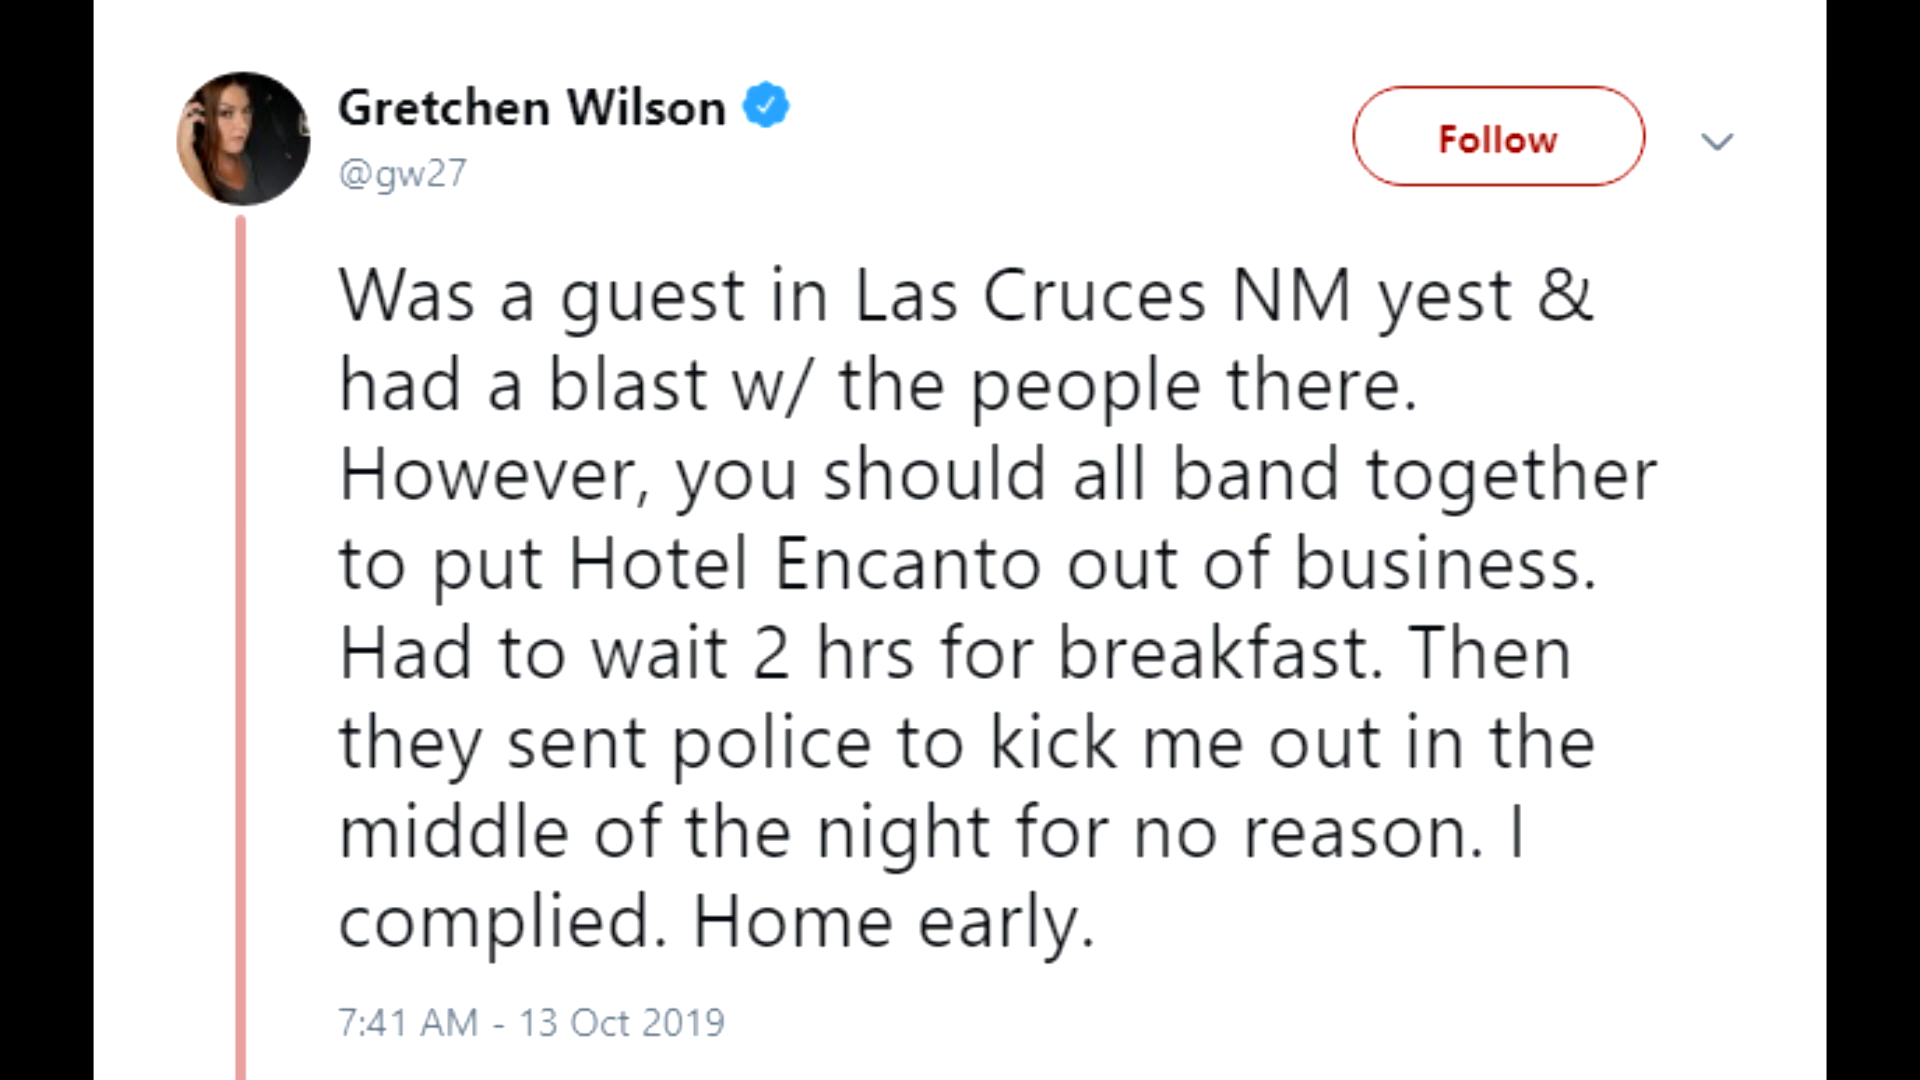 Gretchen Wilson
@gw27
Follow
Was a guest in Las Cruces NM yest &
had a blast w/ the people there.
However, you should all band together
to put Hotel Encanto out of business.
Had to wait 2 hrs for breakfast. Then
they sent police to kick me out in the
middle of the night for no reason. I
complied. Home early.
7:41 AM - 13 Oct 2019